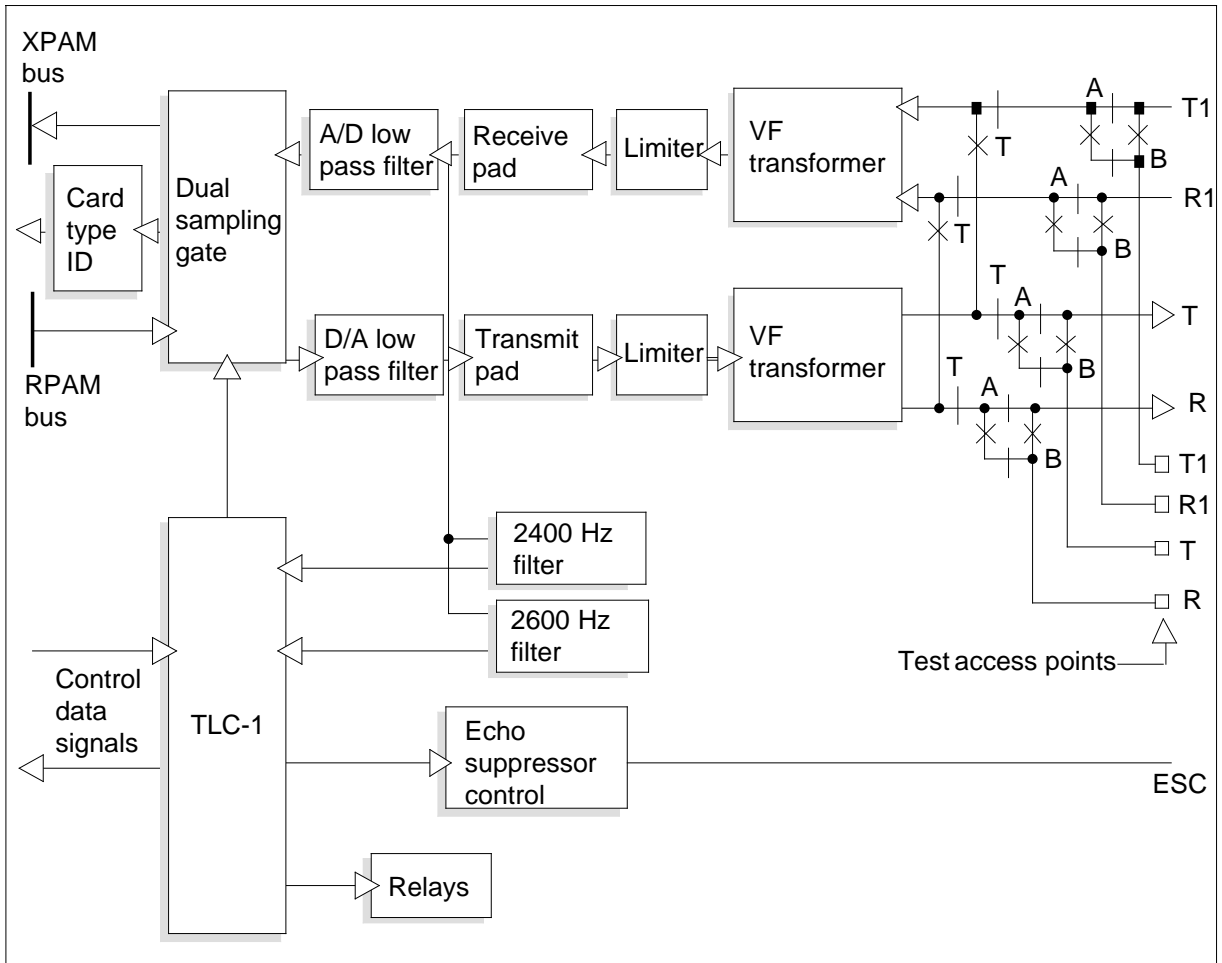 XPAM
bus
A
T1
A/D low
pass filter
Receive
pad
Limiter
VF
transformer
T
B
Dual
sampling
gate
Card
type
ID
A
R1
T
B
T
A
T
RPAM
bus
D/A low
pass filter
Transmit
pad
Limiter
VF
transformer
T
B
A
R
B
T1
R1
T
R
2400 Hz
filter
2600 Hz
filter
Test access points
Control
data
signals
TLC-1
Echo
suppressor
control
ESC
Relays